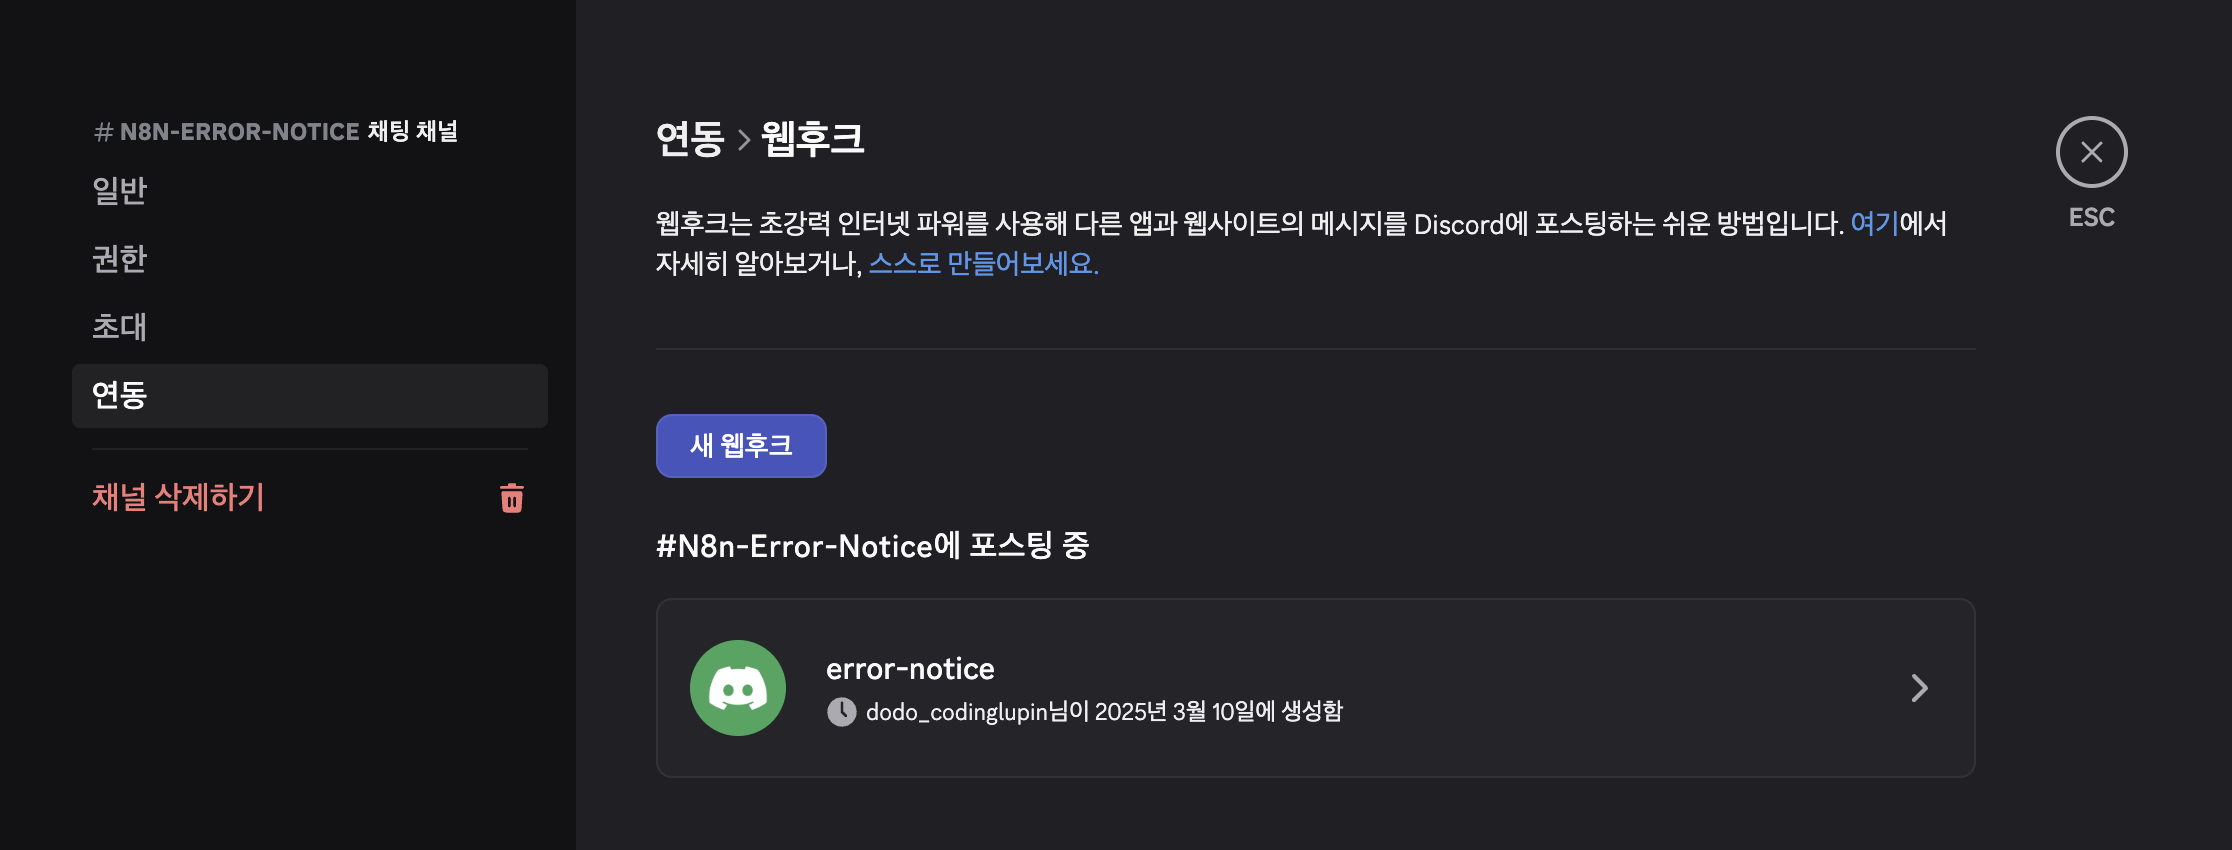 # N8N-ERROR-NOTICE 채팅 채널
일반
권한
초대
연동
채널 삭제하기
연동 > 웹후크
웹후크는 초강력 인터넷 파워를 사용해 다른 앱과 웹사이트의 메시지를 Discord에 포스팅하는 쉬운 방법입니다. 여기에서
자세히 알아보거나, 스스로 만들어보세요.
ESC
새 웹후크
#N8n-Error-Notice에 포스팅 중
error-notice
dodo_codinglupin님이 2025년 3월 10일에 생성함